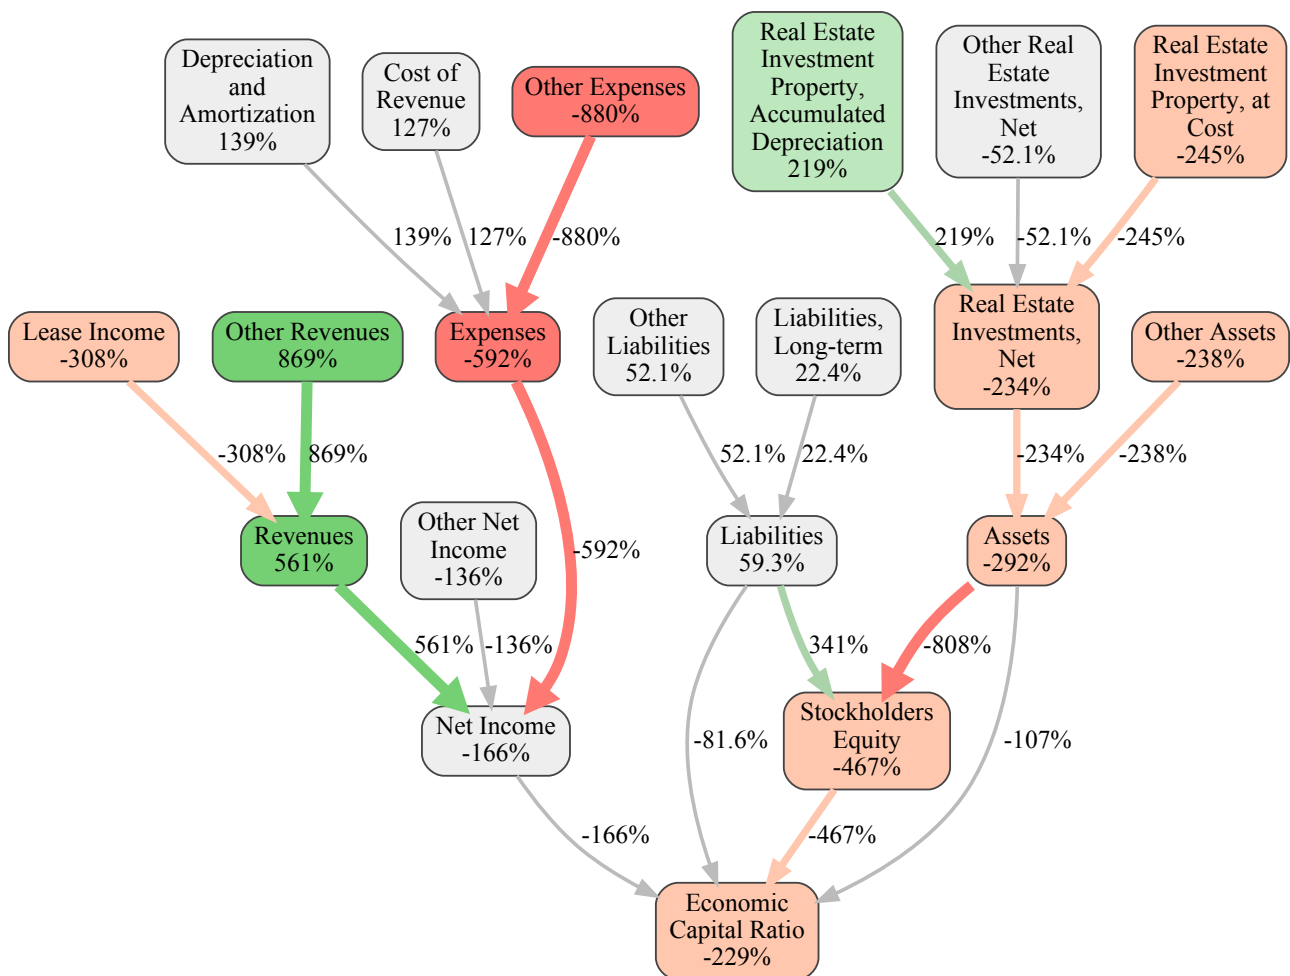 Depreciation
and
Amortization
139%
Cost of
Revenue
127%
Other Expenses
-880%
Real Estate
Investment
Property,
Accumulated
Depreciation
219%
Other Real
Estate
Investments,
Net
-52.1%
Real Estate
Investment
Property, at
Cost
-245%
139%
127%
-880%
219%
-52.1%
-245%
Lease Income
-308%
Other Revenues
869%
Expenses
-592%
Other
Liabilities
52.1%
Liabilities,
Long-term
22.4%
Real Estate
Investments,
Net
-234%
Other Assets
-238%
-308%
869%
52.1%
22.4%
-234%
-238%
Revenues
561%
Other Net
Income
-136%
-592%
Liabilities
59.3%
Assets
-292%
561%
-136%
341%
-808%
Net Income
-166%
-81.6%
Stockholders
Equity
-467%
-107%
-166%
-467%
Economic
Capital Ratio
-229%